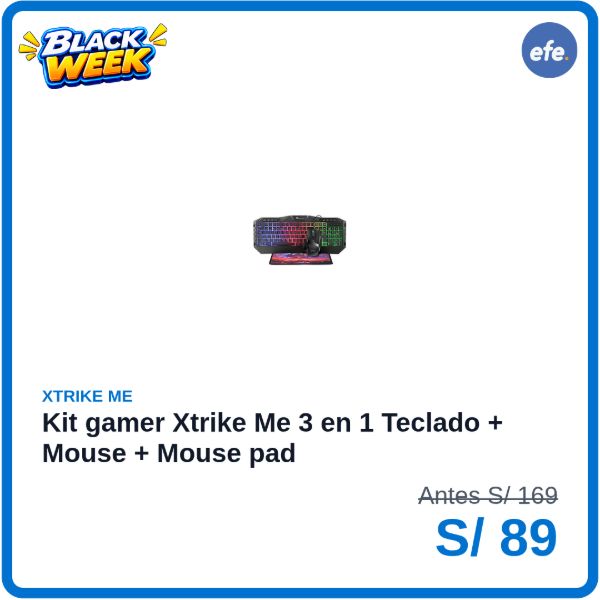 BLACK
WEEK
efe.
XTRIKE ME
Kit gamer Xtrike Me 3 en 1 Teclado +
Mouse + Mouse pad
Antes S/ 169
S/ 89